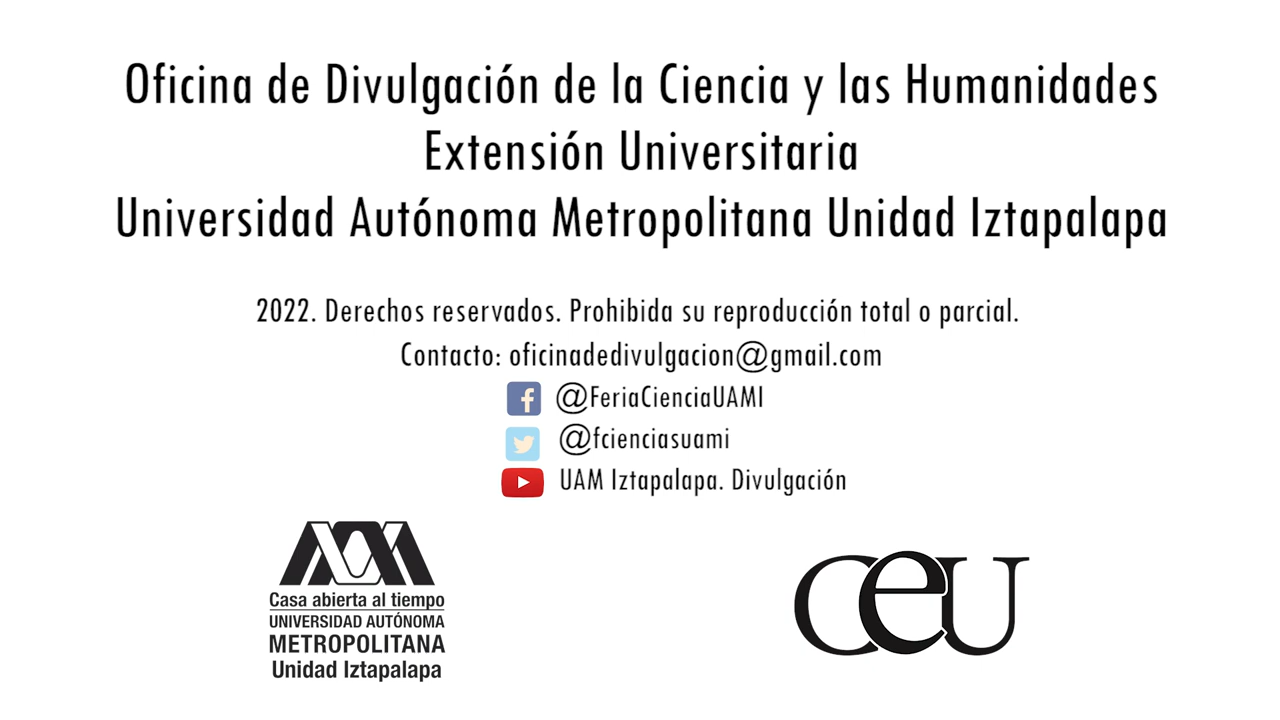 Oficina de Divulgación de la Ciencia y las Humanidades
Extensión Universitaria
Universidad Autónoma Metropolitana Unidad Iztapalapa
2022. Derechos reservados. Prohibida su reproducción total o parcial.
Contacto: oficinadedivulgacion@gmail.com
@FeriaCienciaUAMI
@fcienciasuami
UAM Iztapalapa. Divulgación
Casa abierta al tiempo
UNIVERSIDAD AUTÓNOMA
METROPOLITANA
Unidad Iztapalapa
CeU